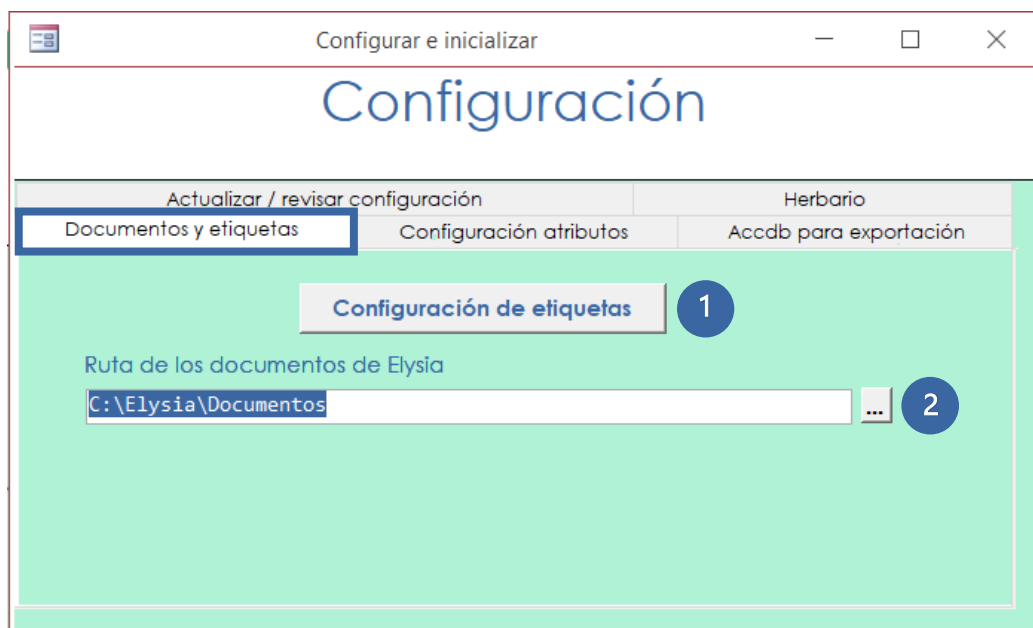 Configurar e inicializar
Configuración
Actualizar / revisar configuración Herbario
Documentos y etiquetas Configuración atributos Accdb para exportación
Configuración de etiquetas 1
Ruta de los documentos de Elysia
C:\Elysia\Documentos ... 2